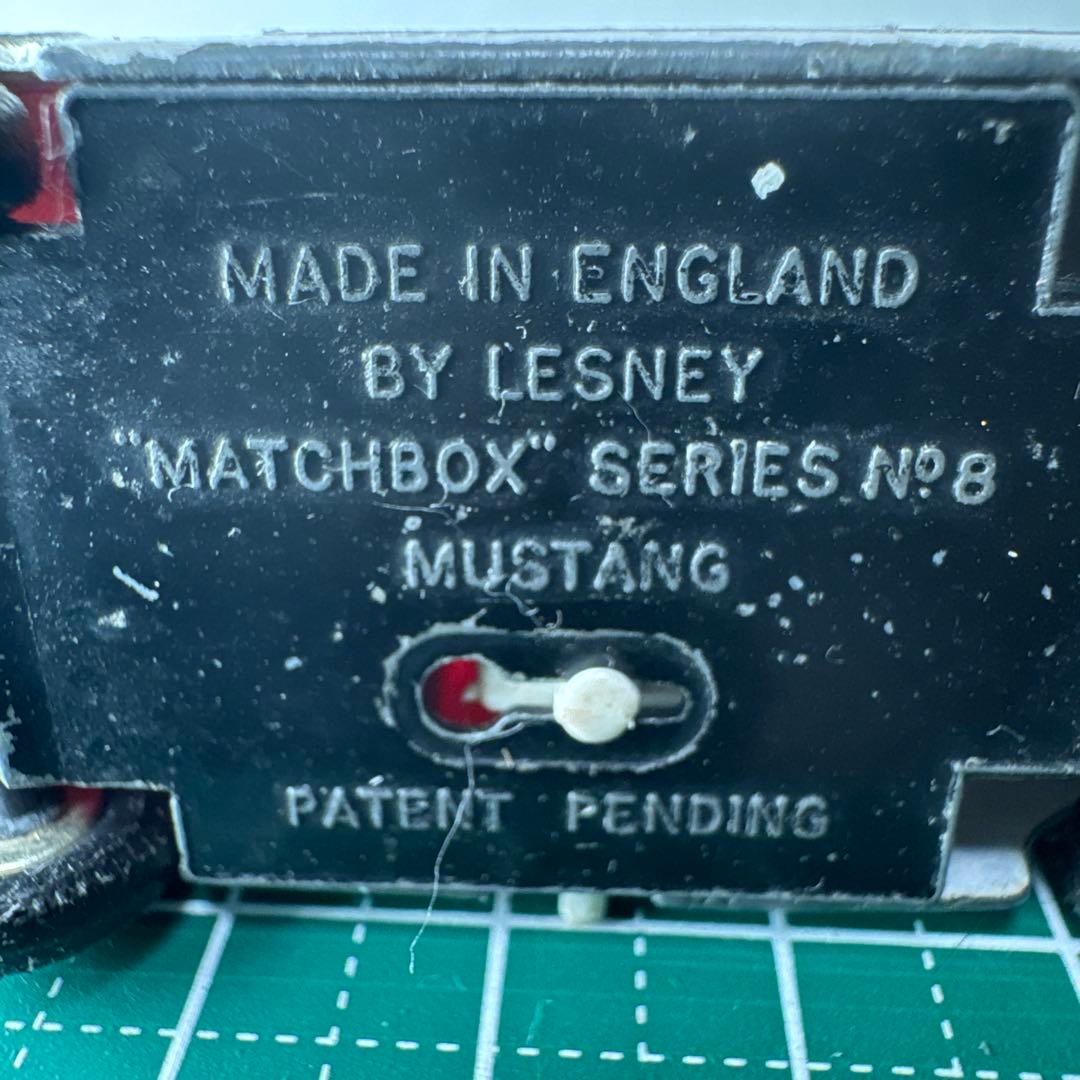 MADE IN ENGLAND
BY LESNEY
"MATCHBOX" SERIES Nº 8
MUSTANG
PATENT PENDING